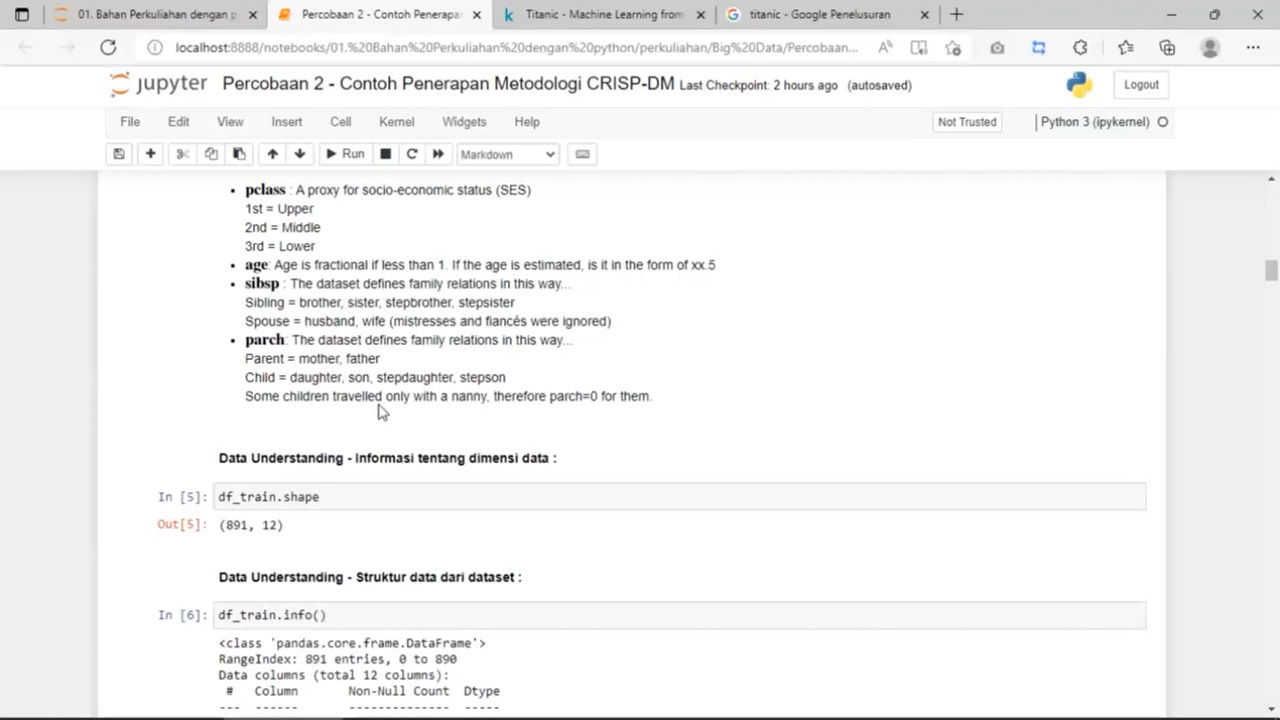 01. Bahan Perkuliahan dengan p
Percobaan 2 - Contoh Penerapa
Titanic - Machine Learning from
titanic - Google Penelusuran
localhost:8888/notebooks/01.%20Bahan%20Perkuliahan%20dengan%20python/perkuliahan/Big%20Data/Percobaan...
jupyter Percobaan 2 - Contoh Penerapan Metodologi CRISP-DM Last Checkpoint: 2 hours ago (autosaved)
Logout
File Edit View Insert Cell Kernel Widgets Help
Not Trusted
Python 3 (ipykernel)
Run
Markdown
• pclass : A proxy for socio-economic status (SES)
1st = Upper
2nd = Middle
3rd = Lower
• age: Age is fractional if less than 1. If the age is estimated, is it in the form of xx.5
• sibsp : The dataset defines family relations in this way...
Sibling = brother, sister, stepbrother, stepsister
Spouse = husband, wife (mistresses and fiancés were ignored)
• parch: The dataset defines family relations in this way...
Parent = mother, father
Child = daughter, son, stepdaughter, stepson
Some children travelled only with a nanny, therefore parch=0 for them.
Data Understanding - Informasi tentang dimensi data :
In [5]: df_train.shape
Out[5]: (891, 12)
Data Understanding - Struktur data dari dataset :
In [6]: df_train.info()
<class 'pandas.core.frame.DataFrame'>
RangeIndex: 891 entries, 0 to 890
Data columns (total 12 columns):
# Column Non-Null Count Dtype
--- ------ -------------- -----